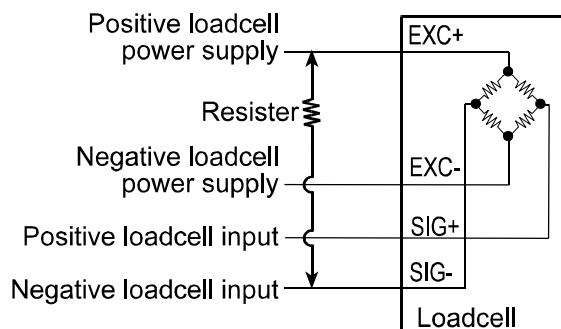 Positive loadcell
power supply
EXC+
Resister
Negative loadcell
power supply
EXC-
Positive loadcell input
SIG+
Negative loadcell input
SIG-
Loadcell